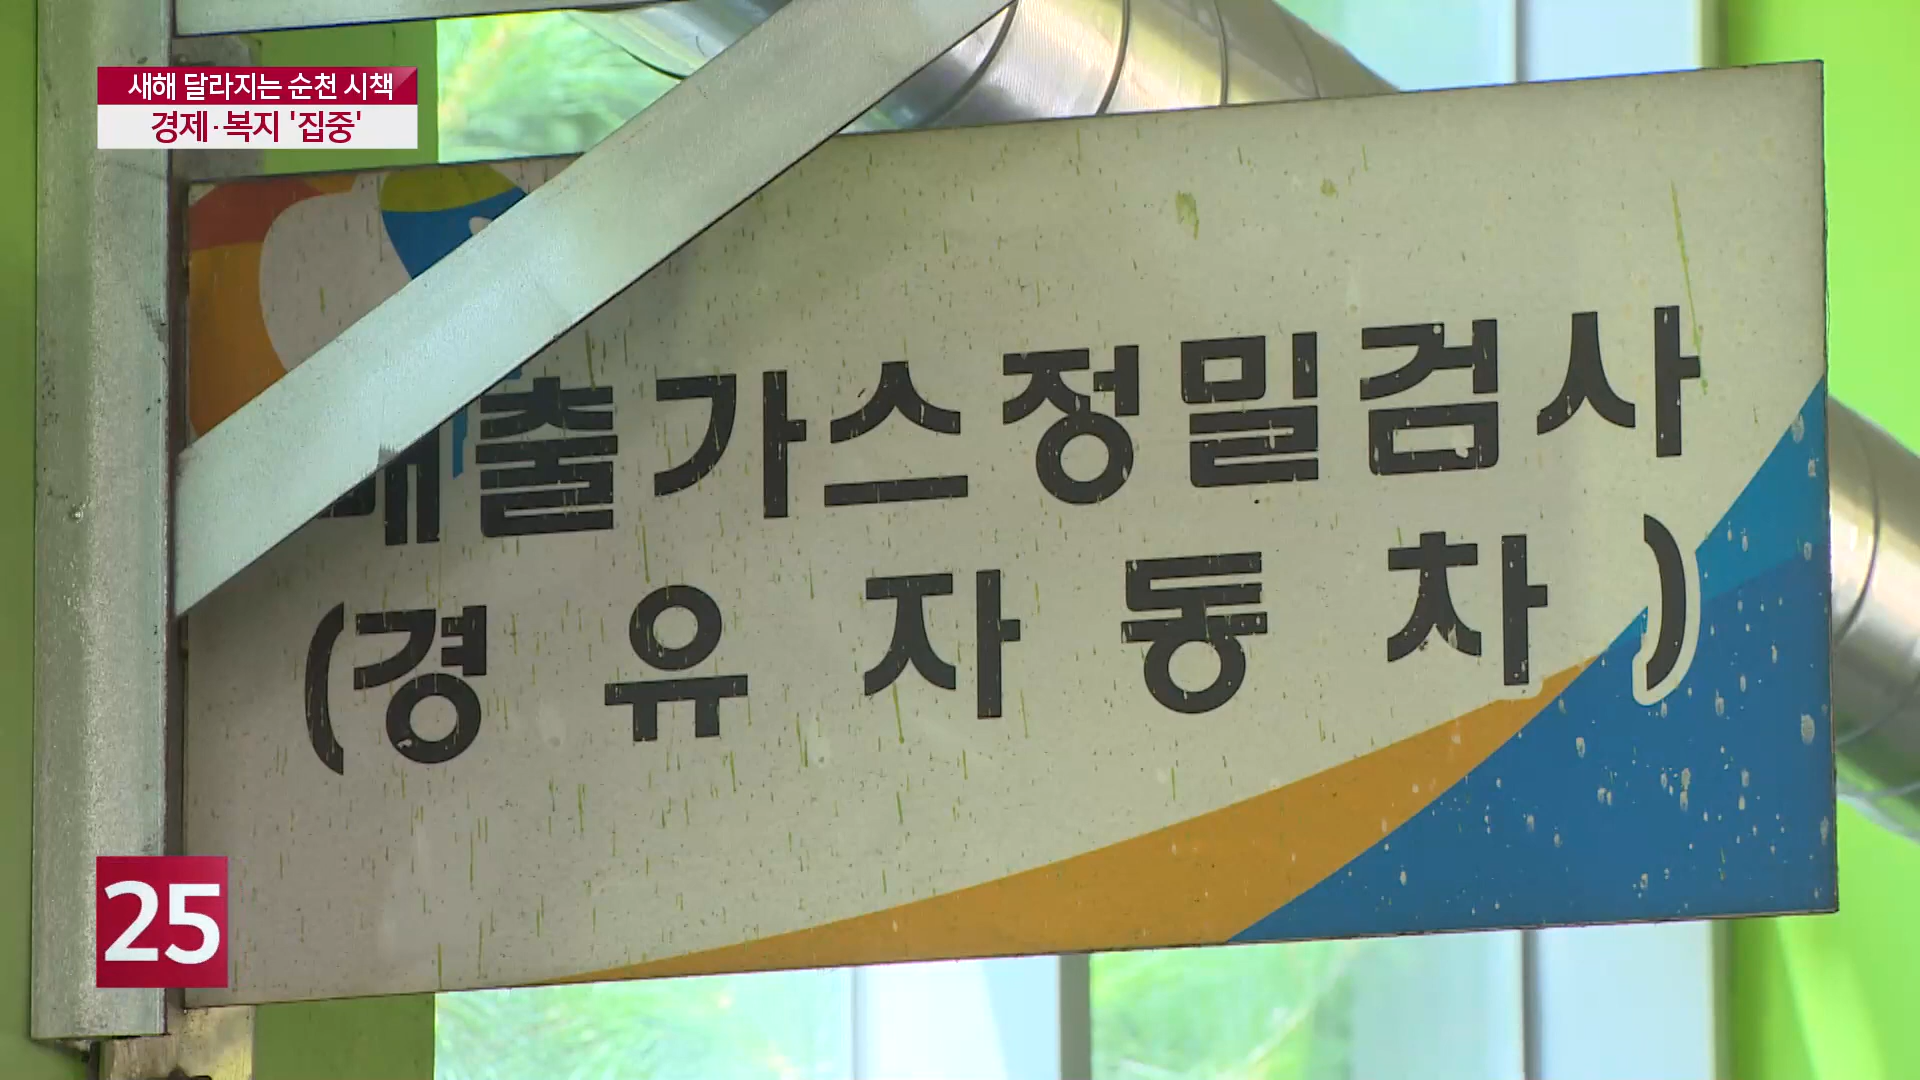 새해 달라지는 순천 시책
경제·복지 '집중'
배출가스정밀검사
(경유자동차)
25